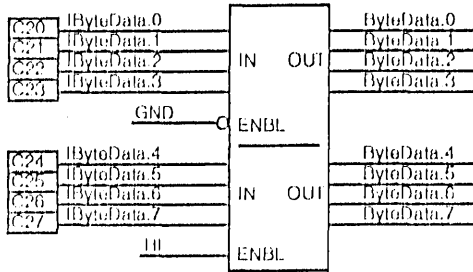 C20 IByteData.0 ByteData.0
C21 IByteData.1 ByteData.1
C22 IByteData.2 IN OUT ByteData.2
C23 IByteData.3 ByteData.3
GND ENBL
C24 IByteData.4 ByteData.4
C25 IByteData.5 ByteData.5
C26 IByteData.6 IN OUT ByteData.6
C27 IByteData.7 ByteData.7
HI ENBL